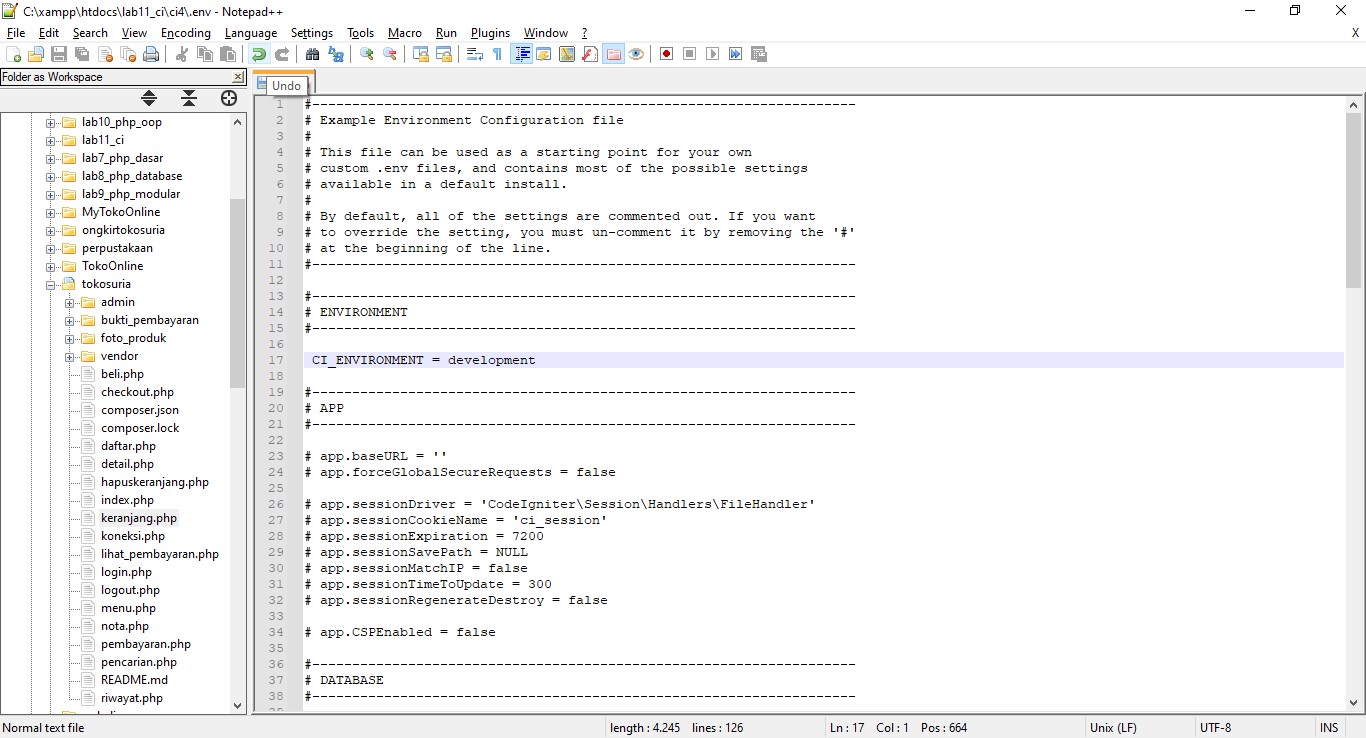 C:\xampp\htdocs\lab11_ci\ci4\.env - Notepad++
File Edit Search View Encoding Language Settings Tools Macro Run Plugins Window ? X
Folder as Workspace
Undo
lab10_php_oop
lab11_ci
lab7_php_dasar
lab8_php_database
lab9_php_modular
MyTokoOnline
ongkirtokosuria
perpustakaan
TokoOnline
tokosuria
admin
bukti_pembayaran
foto_produk
vendor
beli.php
checkout.php
composer.json
composer.lock
daftar.php
detail.php
hapuskeranjang.php
index.php
keranjang.php
koneksi.php
lihat_pembayaran.php
login.php
logout.php
menu.php
nota.php
pembayaran.php
pencarian.php
README.md
riwayat.php
1 #---------------------------------------------------------------------
2 # Example Environment Configuration file
3 #
4 # This file can be used as a starting point for your own
5 # custom .env files, and contains most of the possible settings
6 # available in a default install.
7 #
8 # By default, all of the settings are commented out. If you want
9 # to override the setting, you must un-comment it by removing the '#'
10 # at the beginning of the line.
11 #---------------------------------------------------------------------
12
13 #---------------------------------------------------------------------
14 # ENVIRONMENT
15 #---------------------------------------------------------------------
16
17 CI_ENVIRONMENT = development
18
19 #---------------------------------------------------------------------
20 # APP
21 #---------------------------------------------------------------------
22
23 # app.baseURL = ''
24 # app.forceGlobalSecureRequests = false
25
26 # app.sessionDriver = 'CodeIgniter\Session\Handlers\FileHandler'
27 # app.sessionCookieName = 'ci_session'
28 # app.sessionExpiration = 7200
29 # app.sessionSavePath = NULL
30 # app.sessionMatchIP = false
31 # app.sessionTimeToUpdate = 300
32 # app.sessionRegenerateDestroy = false
33
34 # app.CSPEnabled = false
35
36 #---------------------------------------------------------------------
37 # DATABASE
38 #---------------------------------------------------------------------
Normal text file length : 4.245 lines : 126 Ln : 17 Col : 1 Pos : 664 Unix (LF) UTF-8 INS